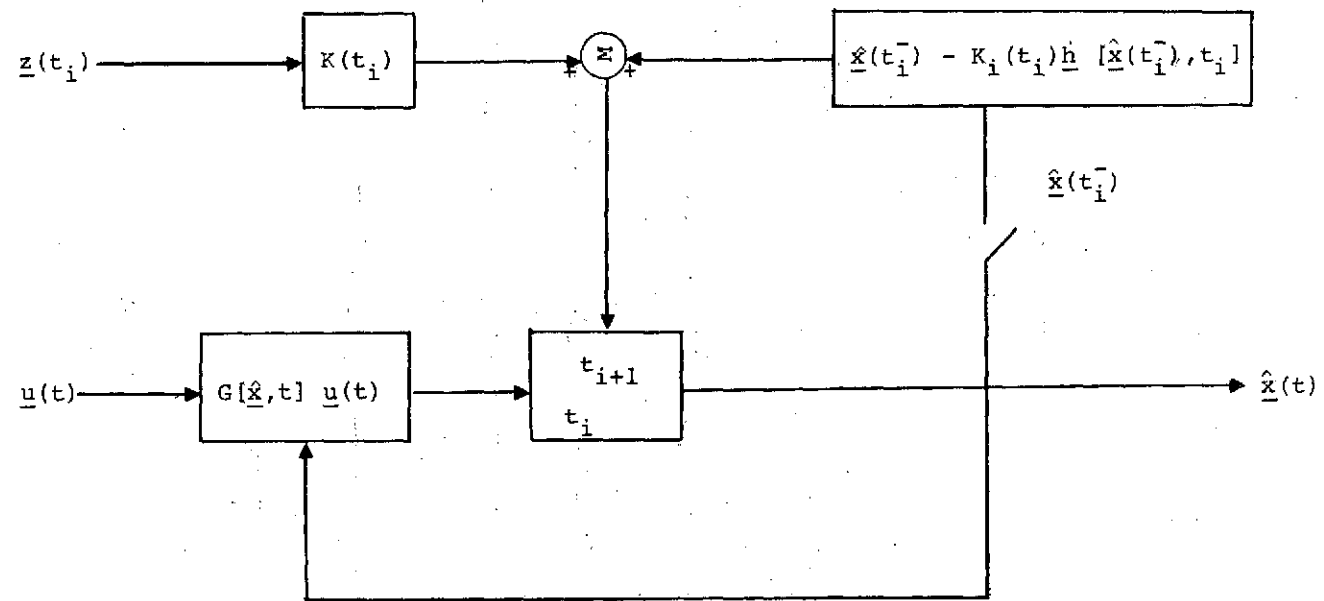 z(t_i) K(t_i) Σ x̂(t_i^-) - K_i(t_i)h [x̂(t_i^-),t_i]
+ +
x̂(t_i^-)
u(t) G[x̂,t] u(t) t_{i+1} x̂(t)
t_i